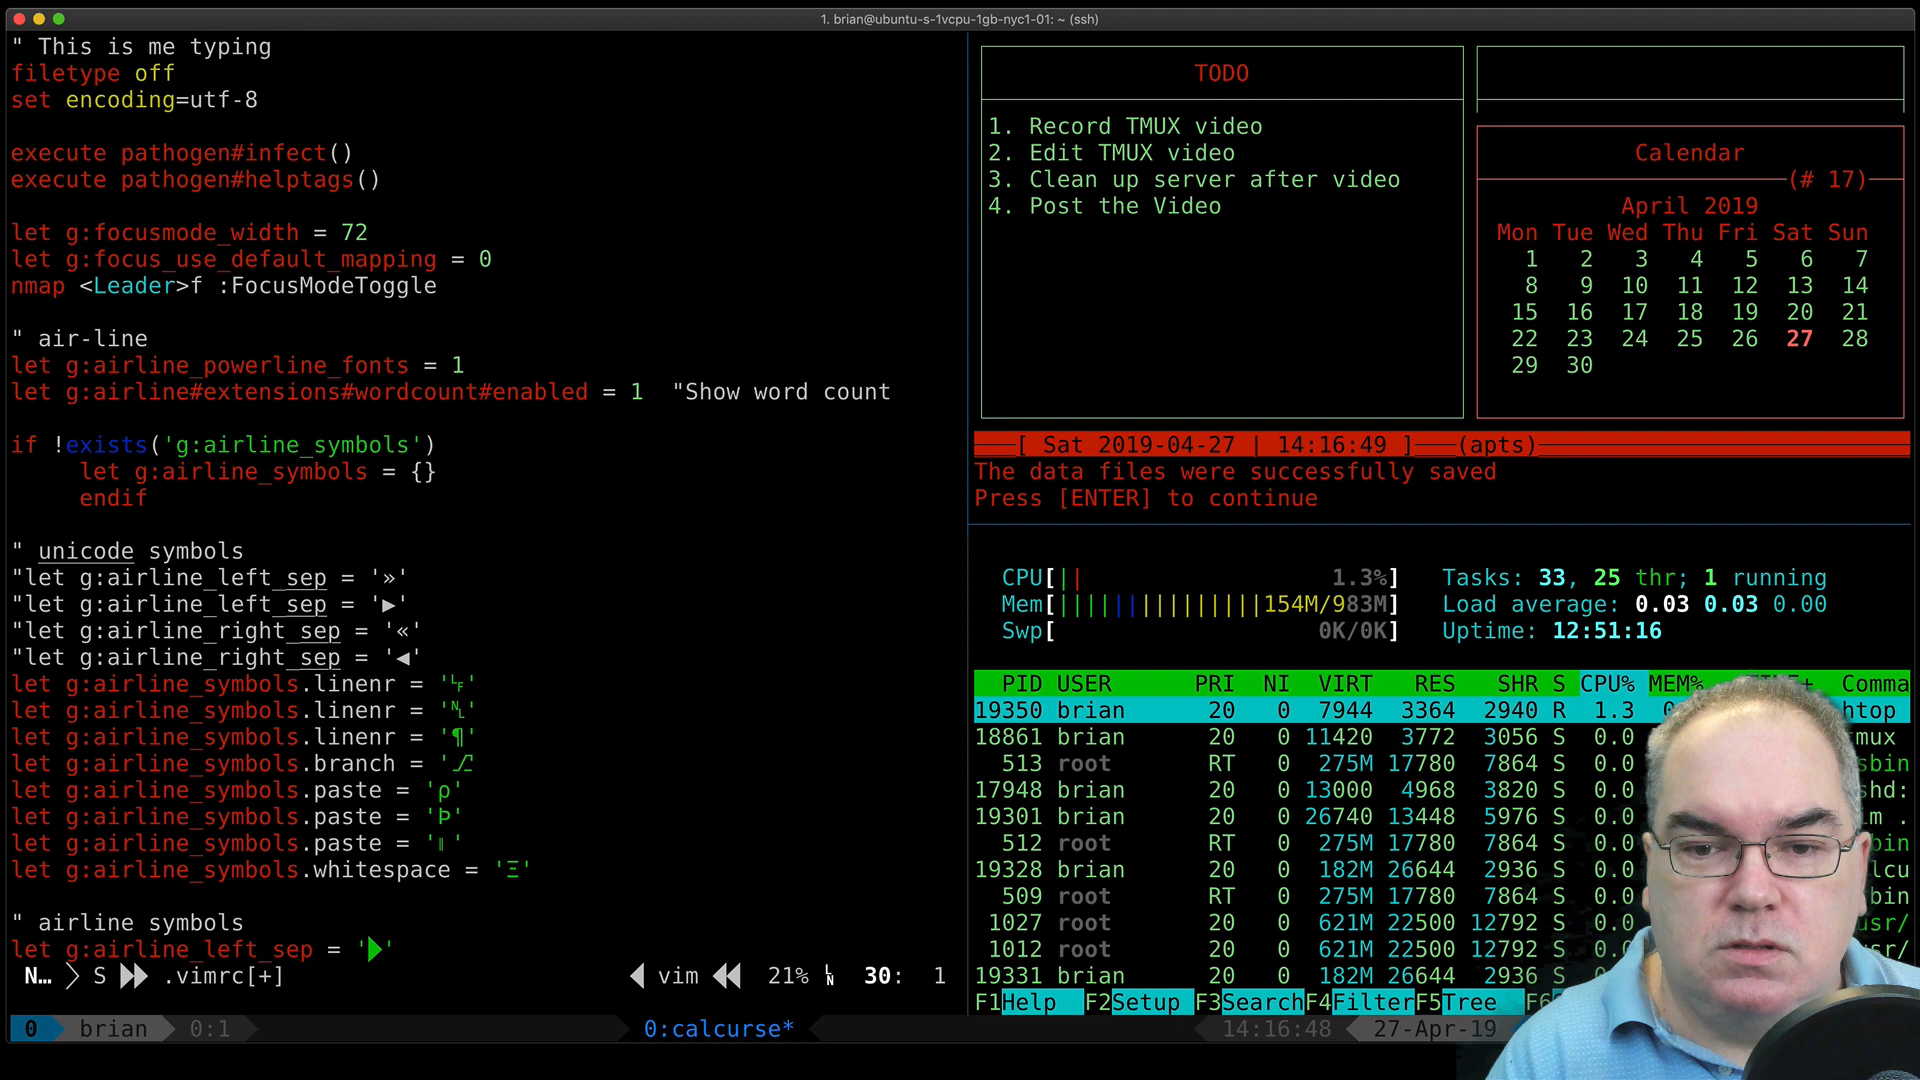 1. brian@ubuntu-s-1vcpu-1gb-nyc1-01: ~ (ssh)
" This is me typing
filetype off
set encoding=utf-8
execute pathogen#infect()
execute pathogen#helptags()
let g:focusmode_width = 72
let g:focus_use_default_mapping = 0
nmap <Leader>f :FocusModeToggle
" air-line
let g:airline_powerline_fonts = 1
let g:airline#extensions#wordcount#enabled = 1  "Show word count
if !exists('g:airline_symbols')
let g:airline_symbols = {}
endif
" unicode symbols
"let g:airline_left_sep = '»'
"let g:airline_left_sep = '▶'
"let g:airline_right_sep = '«'
"let g:airline_right_sep = '◀'
let g:airline_symbols.linenr = '␊'
let g:airline_symbols.linenr = '␤'
let g:airline_symbols.linenr = '¶'
let g:airline_symbols.branch = '⎇'
let g:airline_symbols.paste = 'ρ'
let g:airline_symbols.paste = 'Þ'
let g:airline_symbols.paste = '∥'
let g:airline_symbols.whitespace = 'Ξ'
" airline symbols
let g:airline_left_sep = ''
N… S .vimrc[+] vim 21% 30: 1
TODO
1. Record TMUX video
2. Edit TMUX video
3. Clean up server after video
4. Post the Video
Calendar
(# 17)
April 2019
Mon Tue Wed Thu Fri Sat Sun
1 2 3 4 5 6 7
8 9 10 11 12 13 14
15 16 17 18 19 20 21
22 23 24 25 26 27 28
29 30
[ Sat 2019-04-27 | 14:16:49 ] (apts)
The data files were successfully saved
Press [ENTER] to continue
CPU[|| 1.3%] Tasks: 33, 25 thr; 1 running
Mem[|||||||||||||||154M/983M] Load average: 0.03 0.03 0.00
Swp[ 0K/0K] Uptime: 12:51:16
PID USER PRI NI VIRT RES SHR S CPU% MEM% Comma
19350 brian 20 0 7944 3364 2940 R 1.3 htop
18861 brian 20 0 11420 3772 3056 S 0.0 mux
513 root RT 0 275M 17780 7864 S 0.0 sbin
17948 brian 20 0 13000 4968 3820 S 0.0 shd:
19301 brian 20 0 26740 13448 5976 S 0.0
512 root RT 0 275M 17780 7864 S 0.0 bin
19328 brian 20 0 182M 26644 2936 S 0.0 lcu
509 root RT 0 275M 17780 7864 S 0.0 bin
1027 root 20 0 621M 22500 12792 S 0.0 usr/
1012 root 20 0 621M 22500 12792 S 0.0
19331 brian 20 0 182M 26644 2936 S
F1Help F2Setup F3SearchF4FilterF5Tree F6
0 brian 0:1 0:calcurse* 14:16:48 27-Apr-19